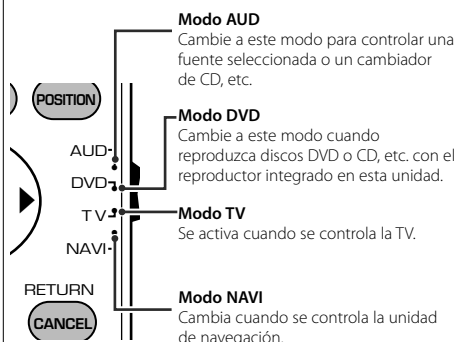 Modo AUD
Cambie a este modo para controlar una
fuente seleccionada o un cambiador
de CD, etc.
POSITION
Modo DVD
Cambie a este modo cuando
reproduzca discos DVD o CD, etc. con el
reproductor integrado en esta unidad.
AUD
DVD
TV
NAVI
Modo TV
Se activa cuando se controla la TV.
RETURN
CANCEL
Modo NAVI
Cambia cuando se controla la unidad
de navegación.